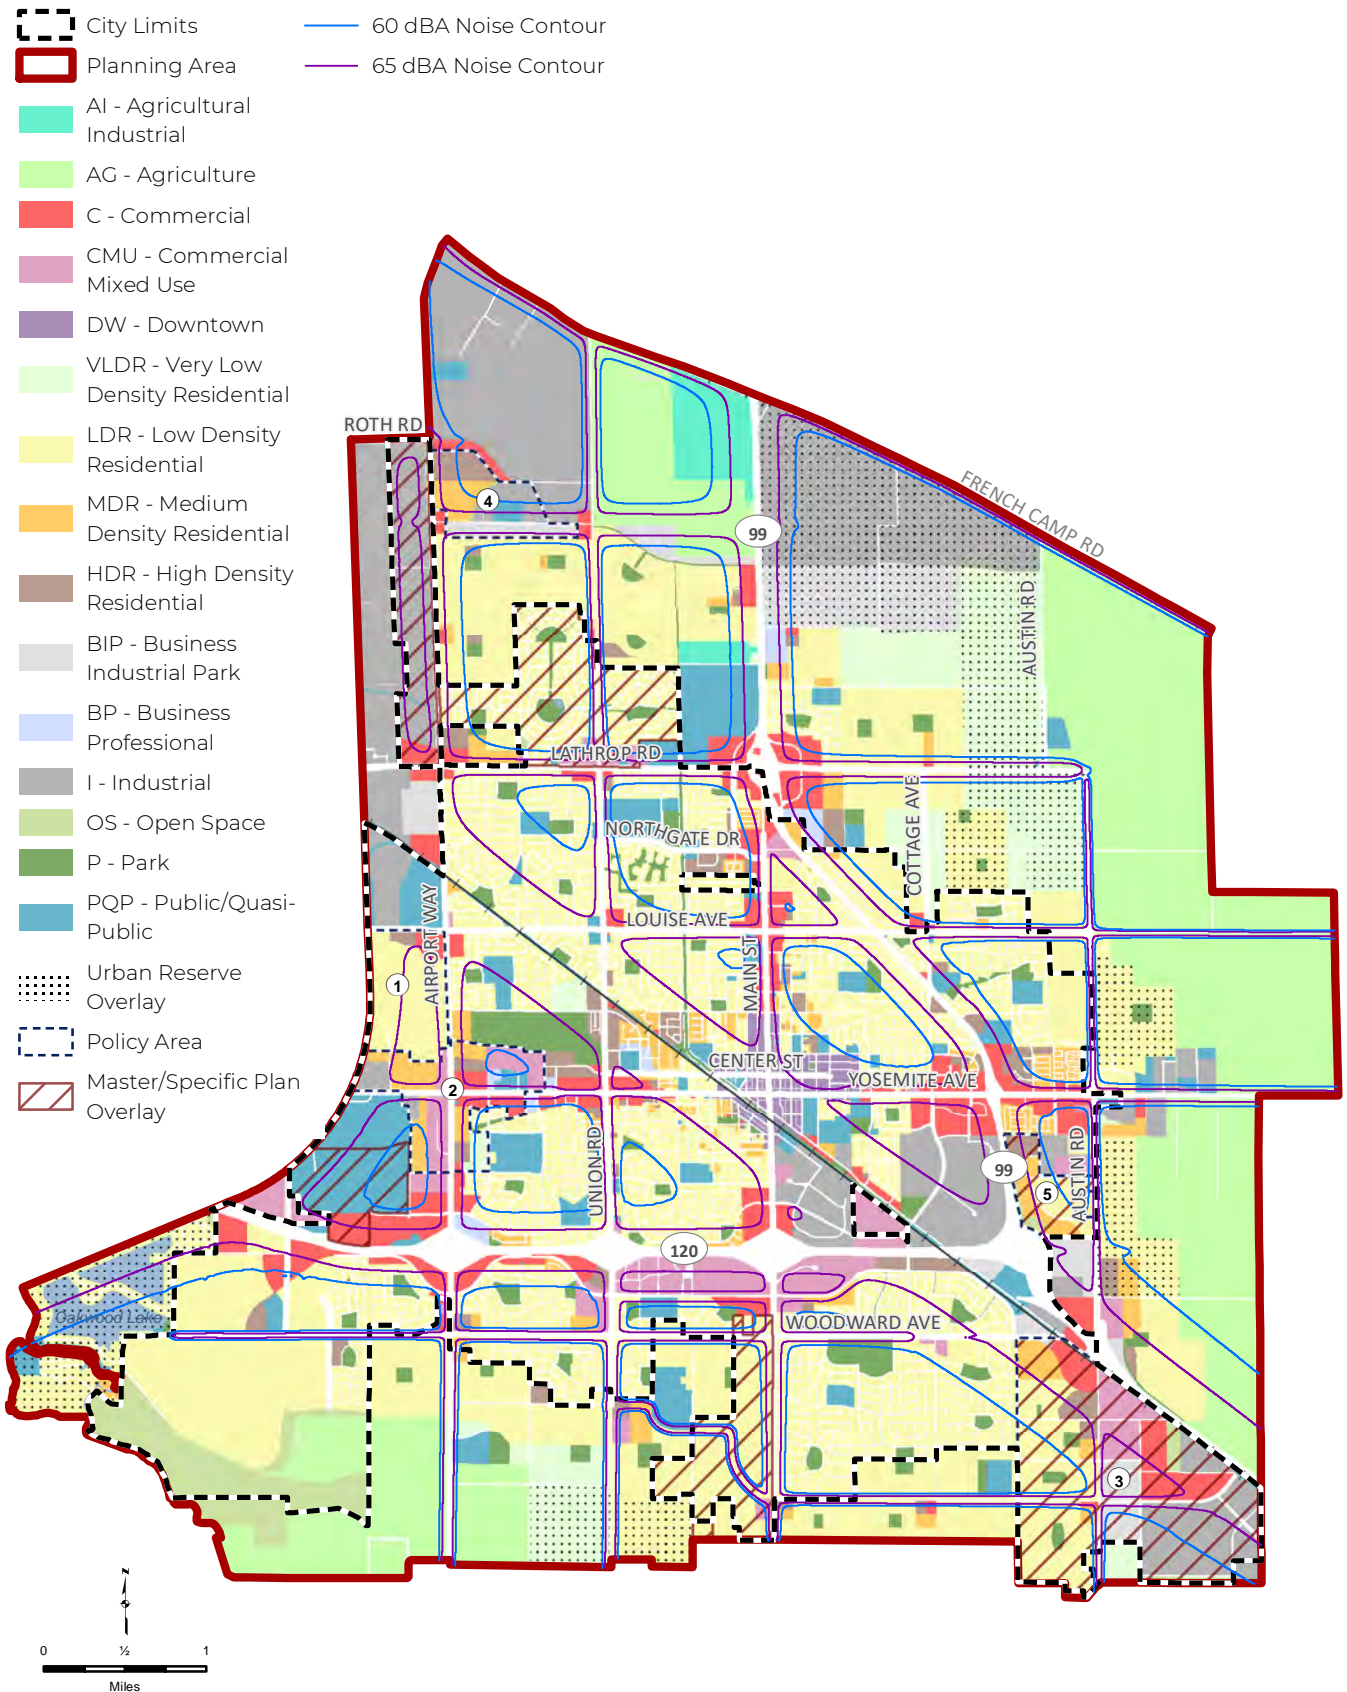 City Limits
60 dBA Noise Contour
Planning Area
65 dBA Noise Contour
AI - Agricultural
Industrial
AG - Agriculture
C - Commercial
CMU - Commercial
Mixed Use
DW - Downtown
VLDR - Very Low
Density Residential
LDR - Low Density
Residential
MDR - Medium
Density Residential
HDR - High Density
Residential
BIP - Business
Industrial Park
BP - Business
Professional
I - Industrial
OS - Open Space
P - Park
PQP - Public/Quasi-
Public
Urban Reserve
Overlay
Policy Area
Master/Specific Plan
Overlay
ROTH RD
FRENCH CAMP RD
4
99
AUSTIN RD
LATHROP RD
COTTAGE AVE
NORTHGATE DR
AIRPORT WAY
LOUISE AVE
MAIN ST
1
CENTER ST
YOSEMITE AVE
2
UNION RD
99
AUSTIN RD
5
120
Oakwood Lake
WOODWARD AVE
3
N
0
½
1
Miles